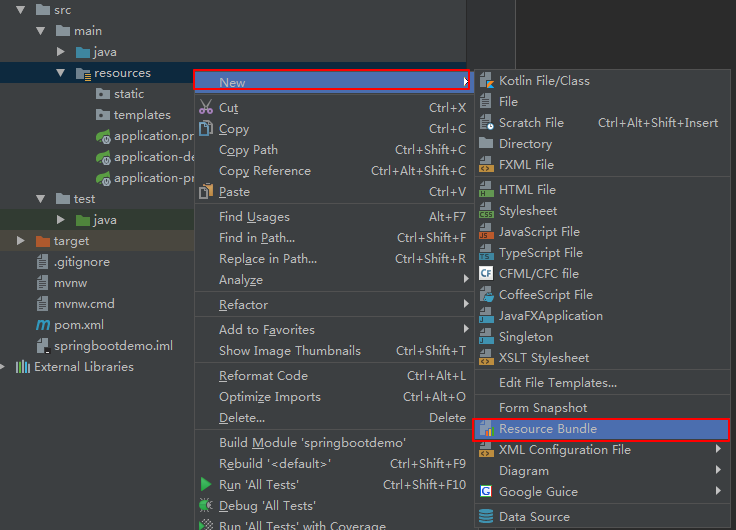 src
main
java
resources
static
templates
application.pr
application-de
application-pr
test
java
target
.gitignore
mvnw
mvnw.cmd
pom.xml
springbootdemo.iml
External Libraries
New
Cut Ctrl+X
Copy Ctrl+C
Copy Path Ctrl+Shift+C
Copy Reference Ctrl+Alt+Shift+C
Paste Ctrl+V
Find Usages Alt+F7
Find in Path... Ctrl+Shift+F
Replace in Path... Ctrl+Shift+R
Analyze
Refactor
Add to Favorites
Show Image Thumbnails Ctrl+Shift+T
Reformat Code Ctrl+Alt+L
Optimize Imports Ctrl+Alt+O
Delete... Delete
Build Module 'springbootdemo'
Rebuild '<default>' Ctrl+Shift+F9
Run 'All Tests' Ctrl+Shift+F10
Debug 'All Tests'
Run 'All Tests' with Coverage
Kotlin File/Class
File
Scratch File Ctrl+Alt+Shift+Insert
Directory
FXML File
HTML File
Stylesheet
JavaScript File
TypeScript File
CFML/CFC file
CoffeeScript File
JavaFXApplication
Singleton
XSLT Stylesheet
Edit File Templates...
Form Snapshot
Resource Bundle
XML Configuration File
Diagram
Google Guice
Data Source